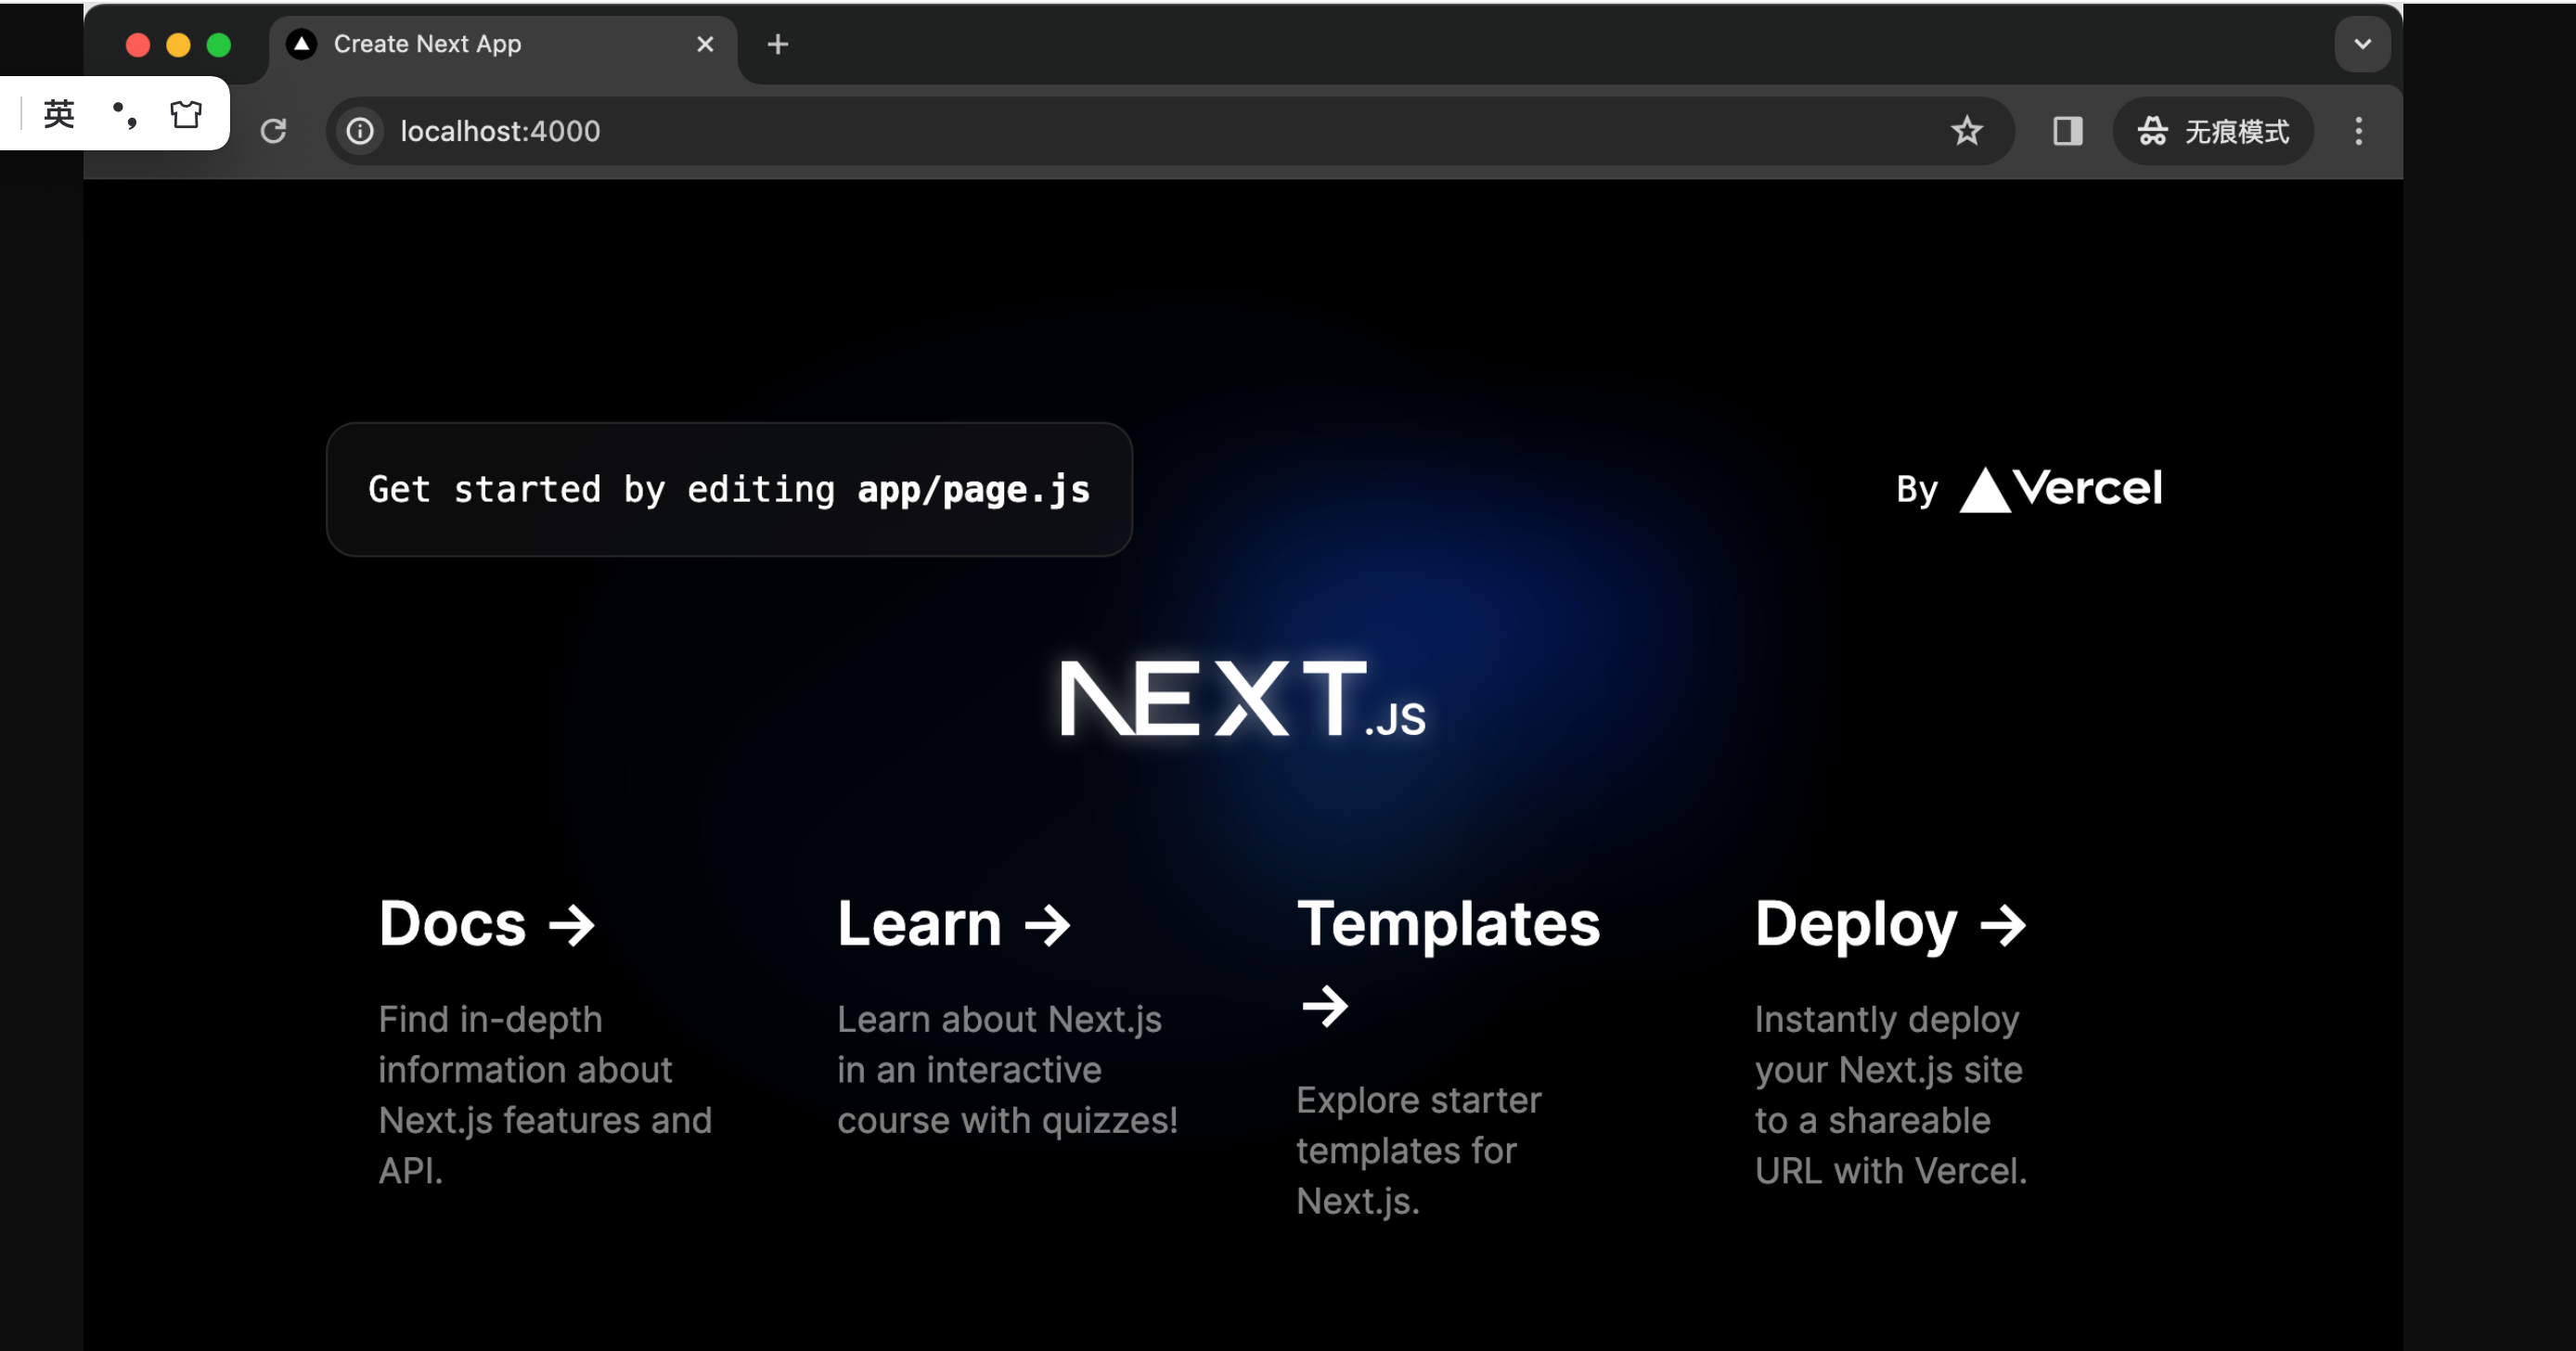 Create Next App
英
localhost:4000
无痕模式
Get started by editing app/page.js
By Vercel
NEXT.JS
Docs →
Find in-depth
information about
Next.js features and
API.
Learn →
Learn about Next.js
in an interactive
course with quizzes!
Templates
→
Explore starter
templates for
Next.js.
Deploy →
Instantly deploy
your Next.js site
to a shareable
URL with Vercel.